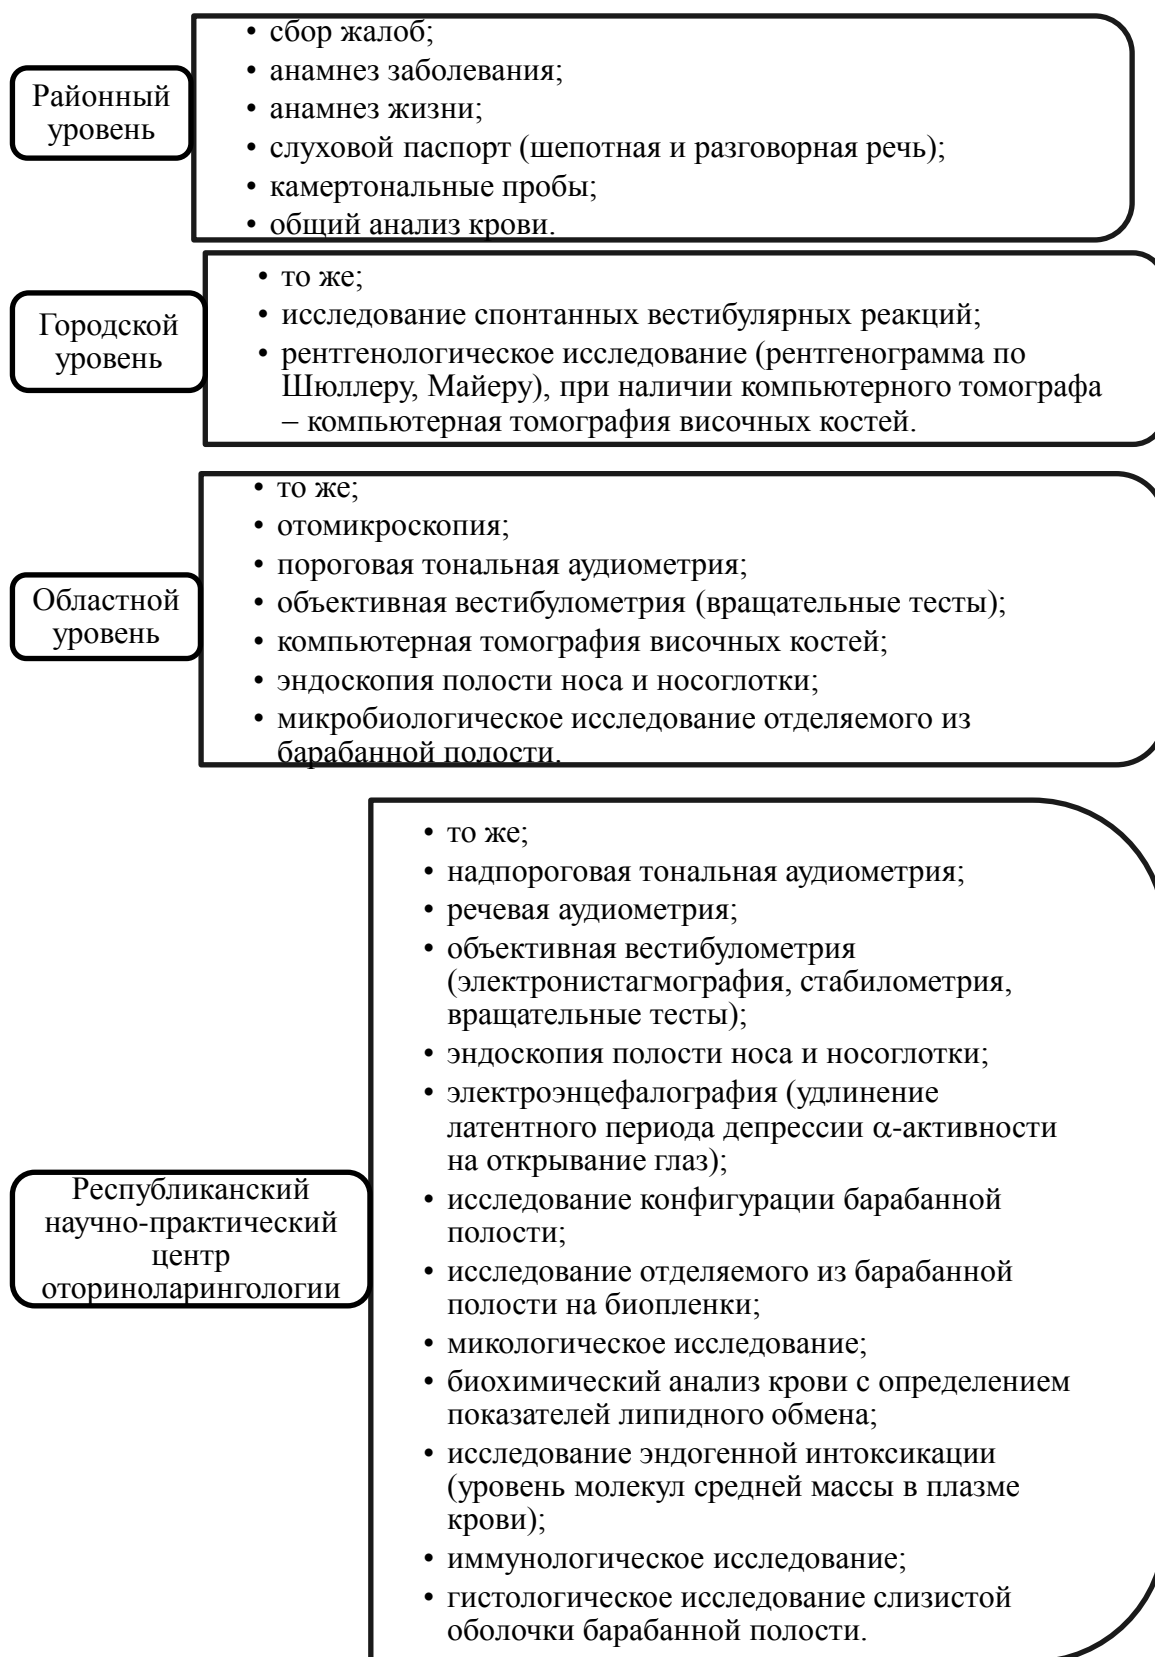 Районный
уровень
• сбор жалоб;
• анамнез заболевания;
• анамнез жизни;
• слуховой паспорт (шепотная и разговорная речь);
• камертональные пробы;
• общий анализ крови.
Городской
уровень
• то же;
• исследование спонтанных вестибулярных реакций;
• рентгенологическое исследование (рентгенограмма по
Шюллеру, Майеру), при наличии компьютерного томографа
– компьютерная томография височных костей.
Областной
уровень
• то же;
• отомикроскопия;
• пороговая тональная аудиометрия;
• объективная вестибулометрия (вращательные тесты);
• компьютерная томография височных костей;
• эндоскопия полости носа и носоглотки;
• микробиологическое исследование отделяемого из
барабанной полости.
Республиканский
научно-практический
центр
оториноларингологии
• то же;
• надпороговая тональная аудиометрия;
• речевая аудиометрия;
• объективная вестибулометрия
(электронистагмография, стабилометрия,
вращательные тесты);
• эндоскопия полости носа и носоглотки;
• электроэнцефалография (удлинение
латентного периода депрессии α-активности
на открывание глаз);
• исследование конфигурации барабанной
полости;
• исследование отделяемого из барабанной
полости на биопленки;
• микологическое исследование;
• биохимический анализ крови с определением
показателей липидного обмена;
• исследование эндогенной интоксикации
(уровень молекул средней массы в плазме
крови);
• иммунологическое исследование;
• гистологическое исследование слизистой
оболочки барабанной полости.